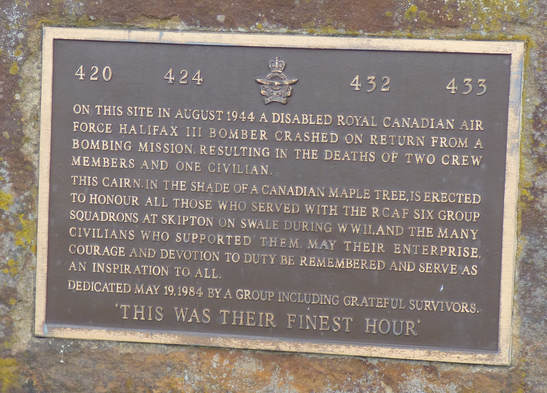 420 424 432 433
ON THIS SITE IN AUGUST 1944 A DISABLED ROYAL CANADIAN AIR
FORCE HALIFAX III BOMBER CRASHED ON RETURN FROM A
BOMBING MISSION, RESULTING IN THE DEATHS OF TWO CREW
MEMBERS AND ONE CIVILIAN.
THIS CAIRN, IN THE SHADE OF A CANADIAN MAPLE TREE, IS ERECTED
TO HONOUR ALL THOSE WHO SERVED WITH THE RCAF SIX GROUP
SQUADRONS AT SKIPTON ON SWALE DURING WWII, AND THE MANY
CIVILIANS WHO SUPPORTED THEM. MAY THEIR ENTERPRISE,
COURAGE AND DEVOTION TO DUTY BE REMEMBERED AND SERVE AS
AN INSPIRATION TO ALL.
DEDICATED MAY 19, 1984 BY A GROUP INCLUDING GRATEFUL SURVIVORS.
'THIS WAS THEIR FINEST HOUR'